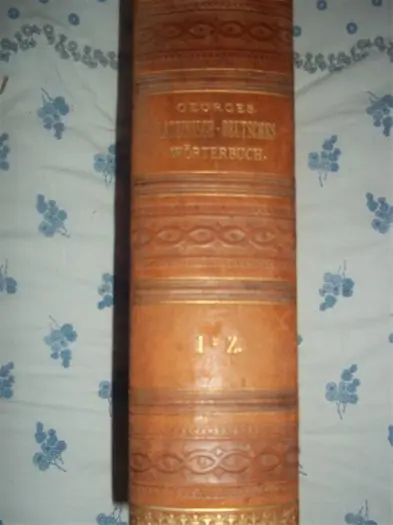 GEORGES
LATEINISCH-DEUTSCHES
WÖRTERBUCH.
I-Z.